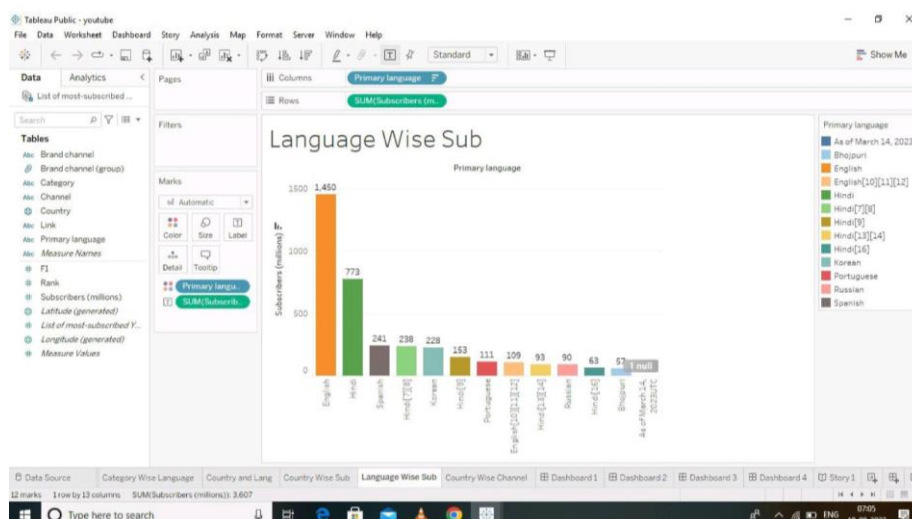 Tableau Public - youtube
File Data Worksheet Dashboard Story Analysis Map Format Server Window Help
Standard
Show Me
Data Analytics
List of most-subscribed ...
Search
Tables
Abc Brand channel
Brand channel (group)
Abc Category
Abc Channel
Country
Abc Link
Abc Primary language
Abc Measure Names
# F1
# Rank
# Subscribers (millions)
Latitude (generated)
# List of most-subscribed Y...
Longitude (generated)
# Measure Values
Pages
Filters
Marks
Automatic
Color Size Label
Detail Tooltip
Primary langu..
SUM(Subscrib..
Columns Primary language
Rows SUM(Subscribers (m..
Language Wise Sub
Primary language
Subscribers (millions)
1500
1000
500
0
1,450
773
241
238
228
153
111
109
93
90
63
57
1 null
English
Hindi
Spanish
Hindi[7][8]
Korean
Hindi[9]
Portuguese
English[10][11][12]
Hindi[13][14]
Russian
Hindi[16]
Bhojpuri
As of March 14,
2023UTC
Primary language
As of March 14, 2023
Bhojpuri
English
English[10][11][12]
Hindi
Hindi[7][8]
Hindi[9]
Hindi[13][14]
Hindi[16]
Korean
Portuguese
Russian
Spanish
Data Source Category Wise Language Country and Lang Country Wise Sub Language Wise Sub Country Wise Channel Dashboard 1 Dashboard 2 Dashboard 3 Dashboard 4 Story 1
12 marks 1 row by 13 columns SUM(Subscribers (millions)): 3,607
Type here to search
ENG
07:05